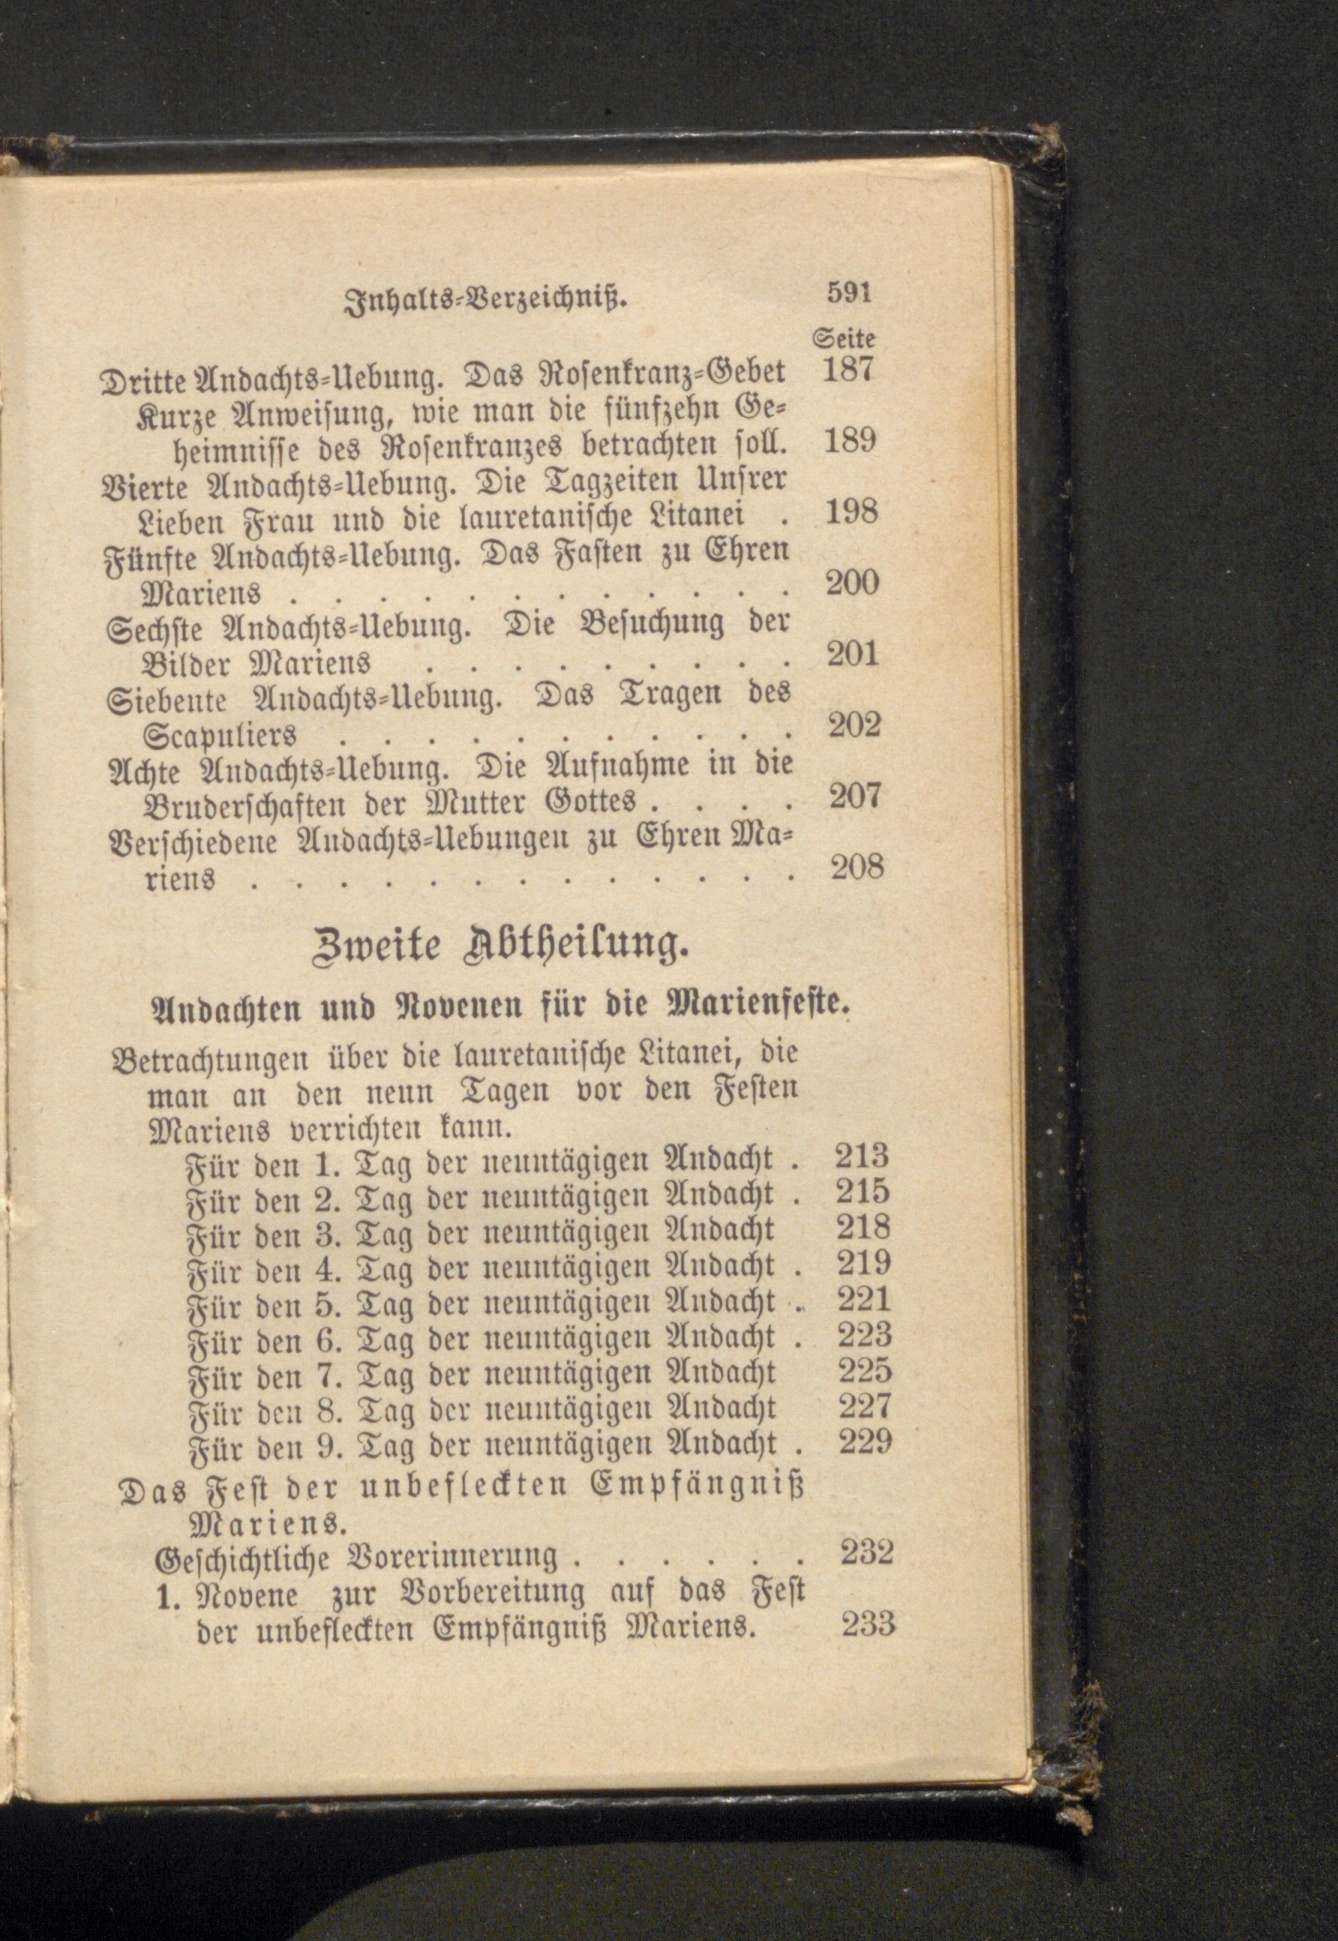 Inhalts-Verzeichniß. 591
Seite
Dritte Andachts-Uebung. Das Rosenkranz-Gebet 187
Kurze Anweisung, wie man die fünfzehn Ge-
heimnisse des Rosenkranzes betrachten soll. 189
Vierte Andachts-Uebung. Die Tagzeiten Unsrer
Lieben Frau und die lauretanische Litanei . 198
Fünfte Andachts-Uebung. Das Fasten zu Ehren
Mariens . . . . . . . . . . . . 200
Sechste Andachts-Uebung. Die Besuchung der
Bilder Mariens . . . . . . . . . 201
Siebente Andachts-Uebung. Das Tragen des
Scapuliers . . . . . . . . . . . 202
Achte Andachts-Uebung. Die Aufnahme in die
Bruderschaften der Mutter Gottes . . . . 207
Verschiedene Andachts-Uebungen zu Ehren Ma-
riens . . . . . . . . . . . . . 208
Zweite Abtheilung.
Andachten und Novenen für die Marienfeste.
Betrachtungen über die lauretanische Litanei, die
man an den neun Tagen vor den Festen
Mariens verrichten kann.
Für den 1. Tag der neuntägigen Andacht . 213
Für den 2. Tag der neuntägigen Andacht . 215
Für den 3. Tag der neuntägigen Andacht 218
Für den 4. Tag der neuntägigen Andacht . 219
Für den 5. Tag der neuntägigen Andacht . 221
Für den 6. Tag der neuntägigen Andacht . 223
Für den 7. Tag der neuntägigen Andacht 225
Für den 8. Tag der neuntägigen Andacht 227
Für den 9. Tag der neuntägigen Andacht . 229
Das Fest der unbefleckten Empfängniß
Mariens.
Geschichtliche Vorerinnerung . . . . . . 232
1. Novene zur Vorbereitung auf das Fest
der unbefleckten Empfängniß Mariens. 233